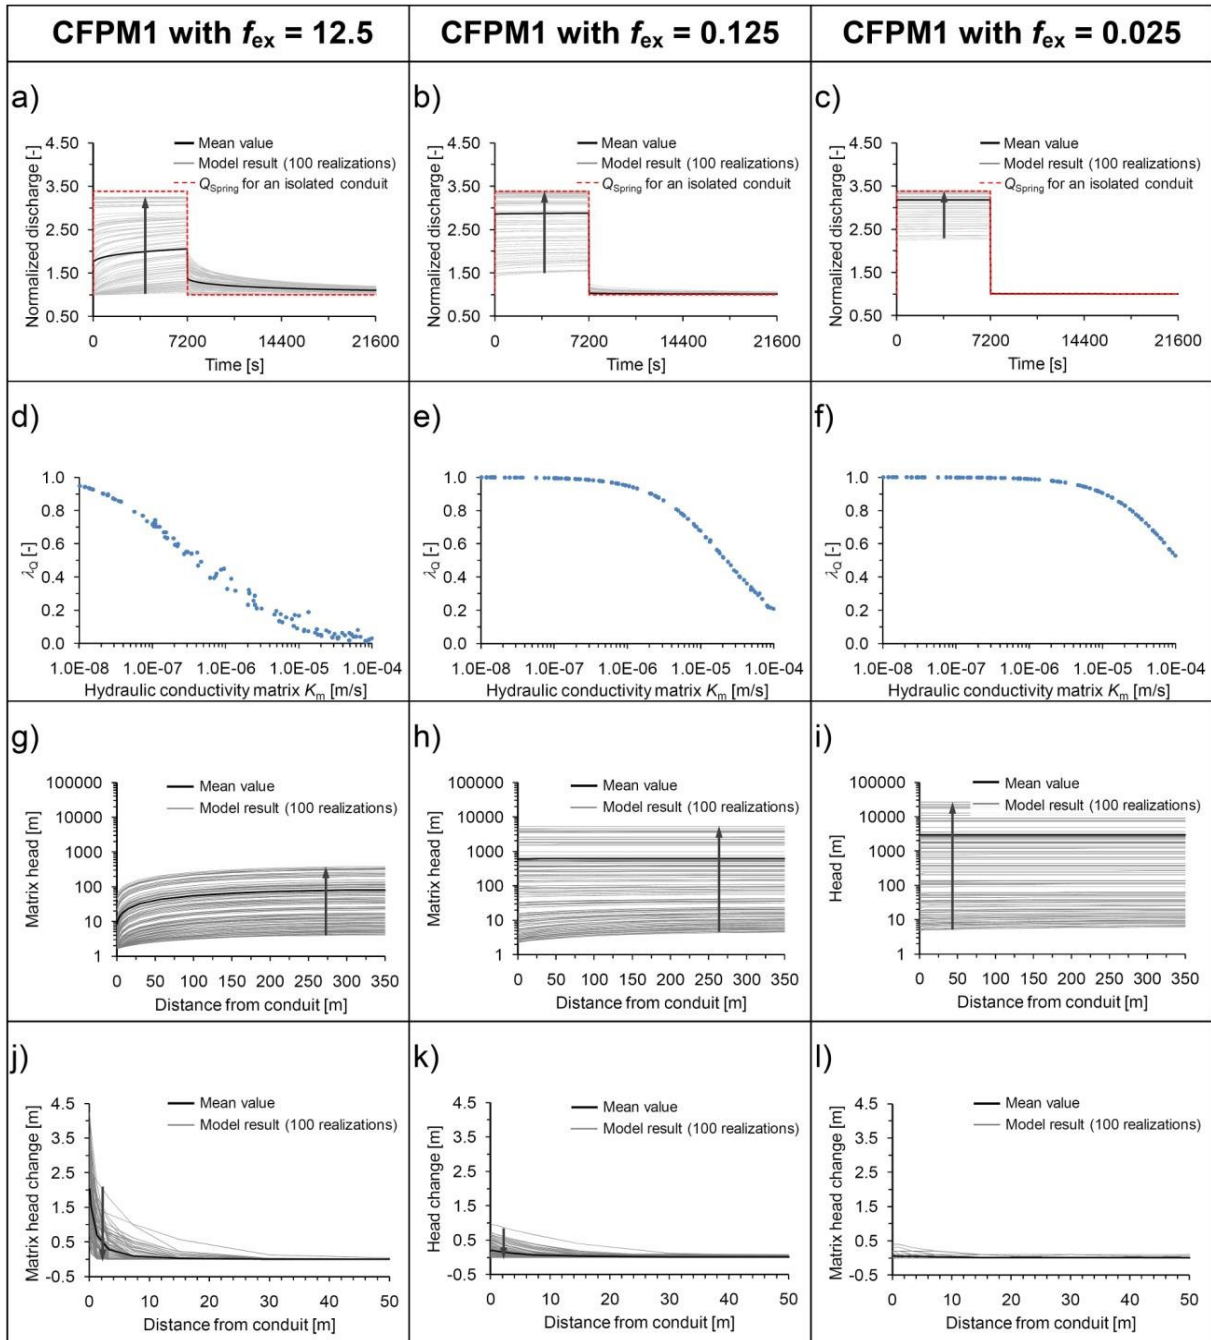 CFPM1 with fex = 12.5
CFPM1 with fex = 0.125
CFPM1 with fex = 0.025
a)
Normalized discharge [-]
4.50
3.50
2.50
1.50
0.50
Mean value
Model result (100 realizations)
QSpring for an isolated conduit
0 7200 14400 21600
Time [s]
b)
Normalized discharge [-]
4.50
3.50
2.50
1.50
0.50
Mean value
Model result (100 realizations)
QSpring for an isolated conduit
0 7200 14400 21600
Time [s]
c)
Normalized discharge [-]
4.50
3.50
2.50
1.50
0.50
Mean value
Model result (100 realizations)
QSpring for an isolated conduit
0 7200 14400 21600
Time [s]
d)
λQ [-]
1.0
0.8
0.6
0.4
0.2
0.0
1.0E-08 1.0E-07 1.0E-06 1.0E-05 1.0E-04
Hydraulic conductivity matrix Km [m/s]
e)
λQ [-]
1.0
0.8
0.6
0.4
0.2
0.0
1.0E-08 1.0E-07 1.0E-06 1.0E-05 1.0E-04
Hydraulic conductivity matrix Km [m/s]
f)
λQ [-]
1.0
0.8
0.6
0.4
0.2
0.0
1.0E-08 1.0E-07 1.0E-06 1.0E-05 1.0E-04
Hydraulic conductivity matrix Km [m/s]
g)
Matrix head [m]
100000
10000
1000
100
10
1
Mean value
Model result (100 realizations)
0 50 100 150 200 250 300 350
Distance from conduit [m]
h)
Matrix head [m]
100000
10000
1000
100
10
1
Mean value
Model result (100 realizations)
0 50 100 150 200 250 300 350
Distance from conduit [m]
i)
Head [m]
100000
10000
1000
100
10
1
Mean value
Model result (100 realizations)
0 50 100 150 200 250 300 350
Distance from conduit [m]
j)
Matrix head change [m]
4.5
3.5
2.5
1.5
0.5
-0.5
Mean value
Model result (100 realizations)
0 10 20 30 40 50
Distance from conduit [m]
k)
Head change [m]
4.5
3.5
2.5
1.5
0.5
-0.5
Mean value
Model result (100 realizations)
0 10 20 30 40 50
Distance from conduit [m]
l)
Matrix head change [m]
4.5
3.5
2.5
1.5
0.5
-0.5
Mean value
Model result (100 realizations)
0 10 20 30 40 50
Distance from conduit [m]